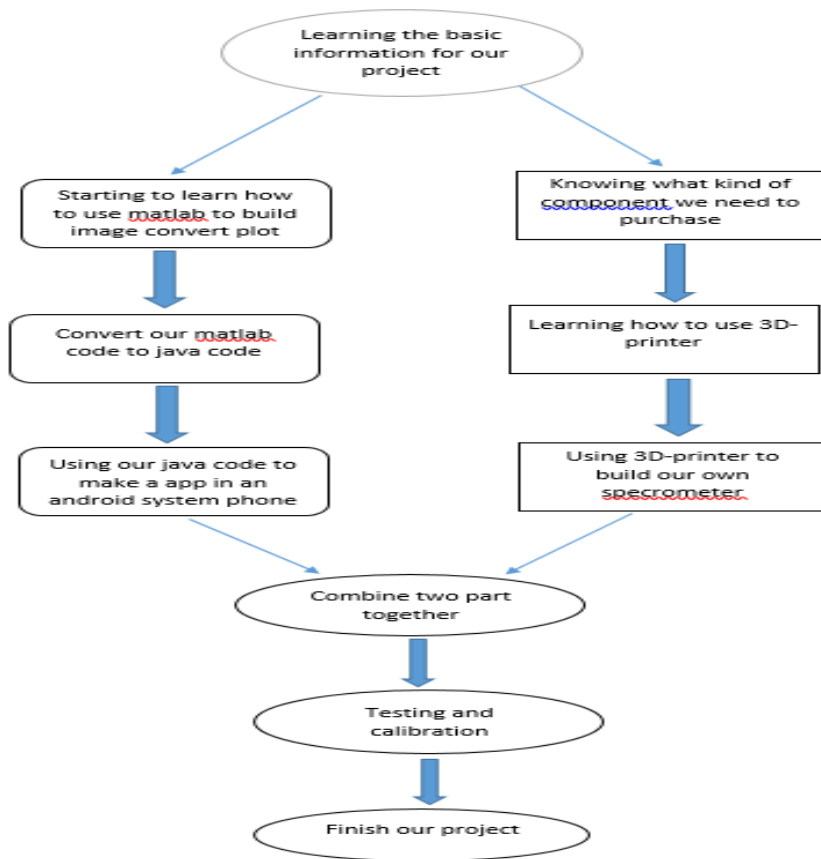 Learning the basic
information for our
project
Starting to learn how
to use matlab to build
image convert plot
Knowing what kind of
component we need to
purchase
Convert our matlab
code to java code
Learning how to use 3D-
printer
Using our java code to
make a app in an
android system phone
Using 3D-printer to
build our own
specrometer
Combine two part
together
Testing and
calibration
Finish our project